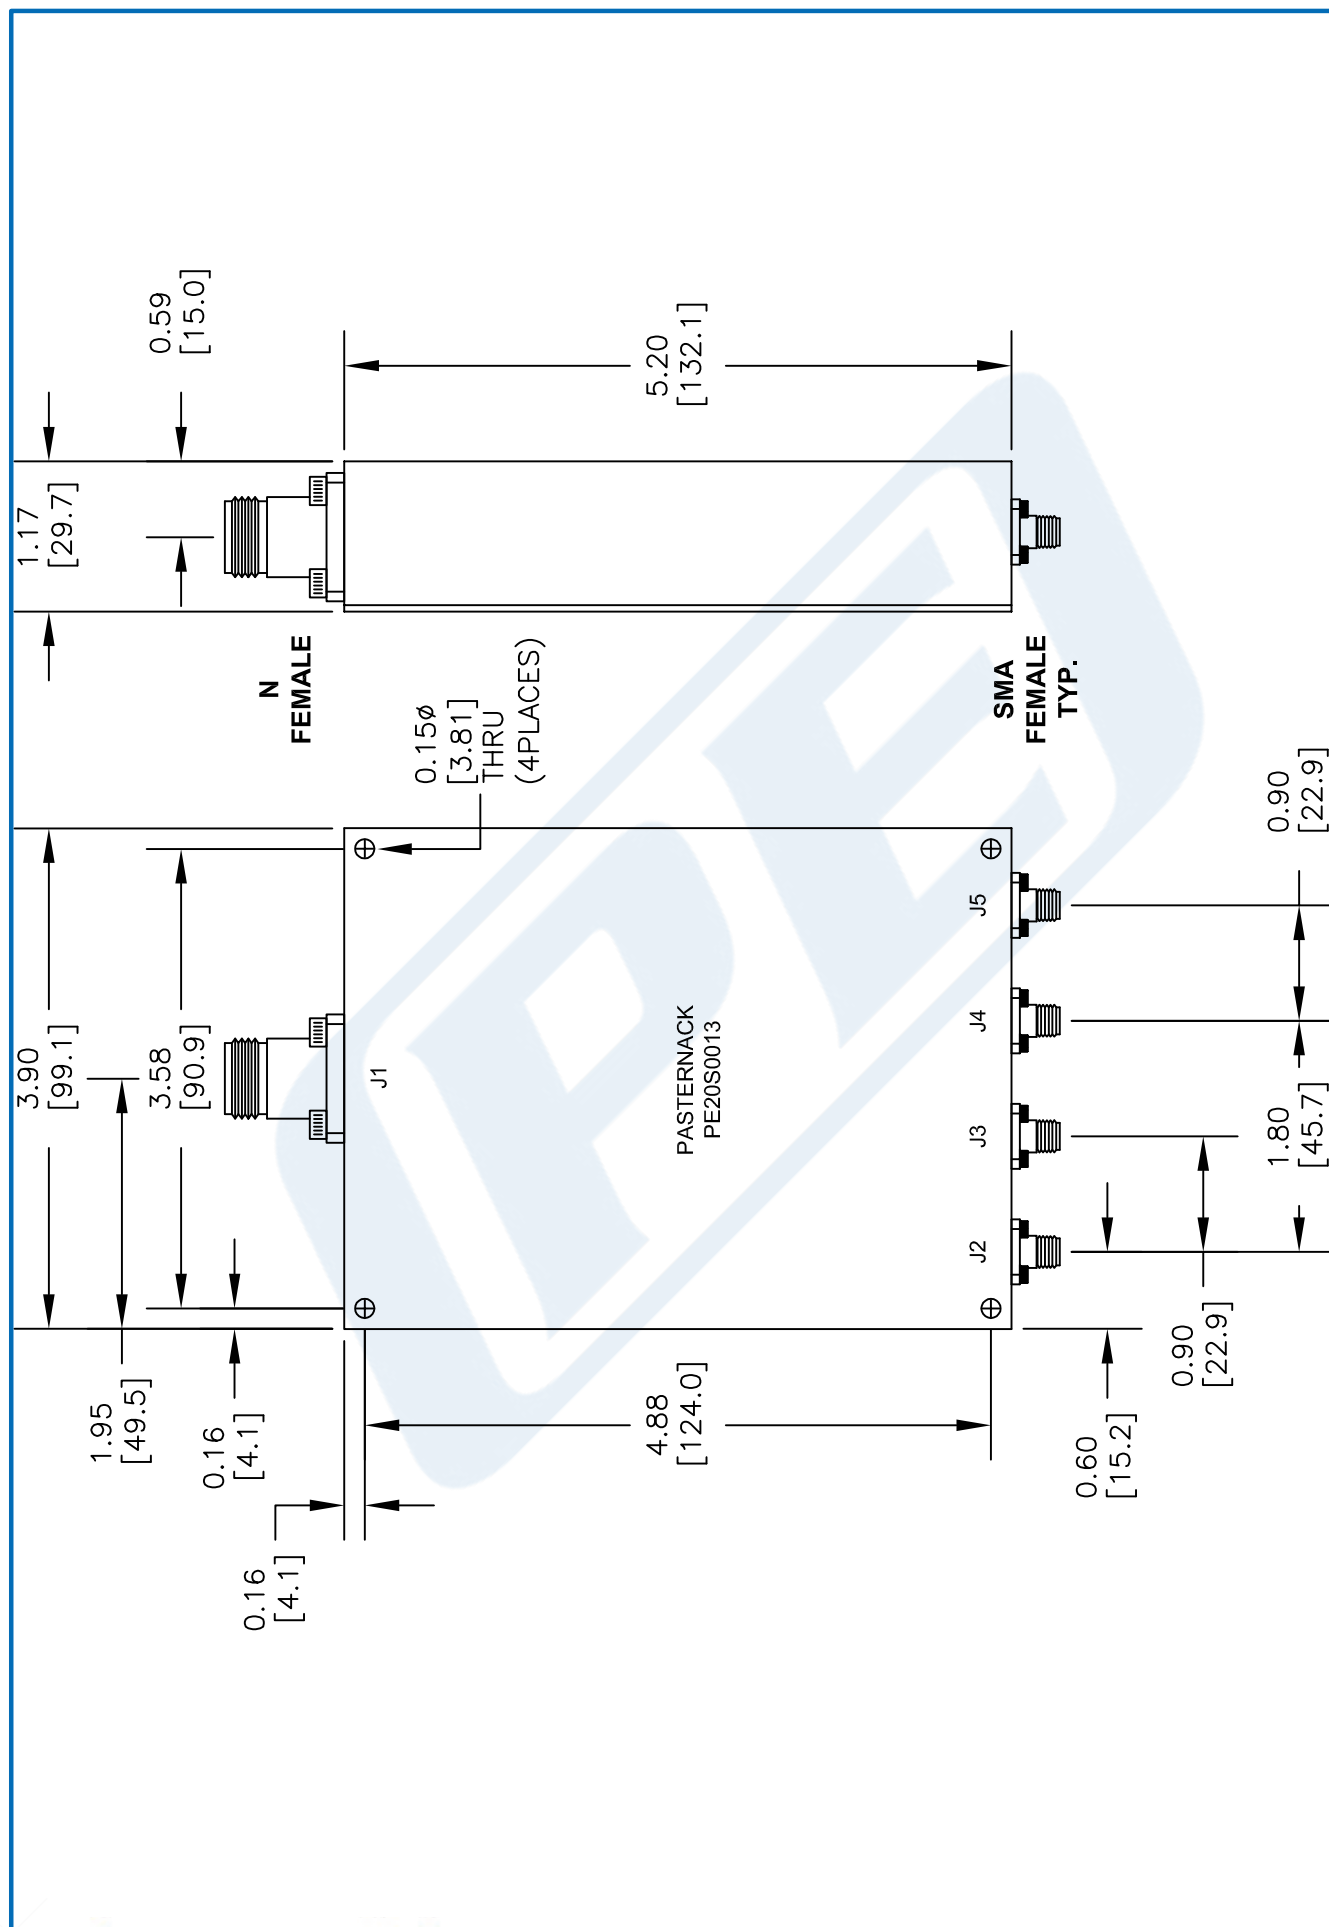 1.17
[29.7]
0.59
[15.0]
5.20
[132.1]
N
FEMALE
SMA
FEMALE
TYP.
0.15ø
[3.81]
THRU
(4PLACES)
3.90
[99.1]
3.58
[90.9]
1.95
[49.5]
0.16
[4.1]
0.16
[4.1]
4.88
[124.0]
J1
PASTERNACK
PE20S0013
J2
J3
J4
J5
0.90
[22.9]
1.80
[45.7]
0.90
[22.9]
0.60
[15.2]
PE